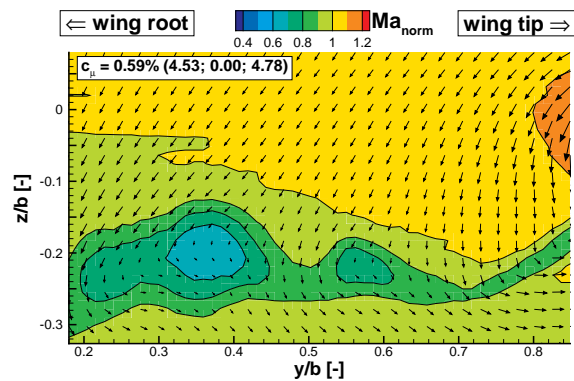 ⇐ wing root
Ma_norm
wing tip ⇒
0.4 0.6 0.8 1 1.2
c_μ = 0.59% (4.53; 0.00; 4.78)
z/b [-]
0
-0.1
-0.2
-0.3
0.2 0.3 0.4 0.5 0.6 0.7 0.8
y/b [-]